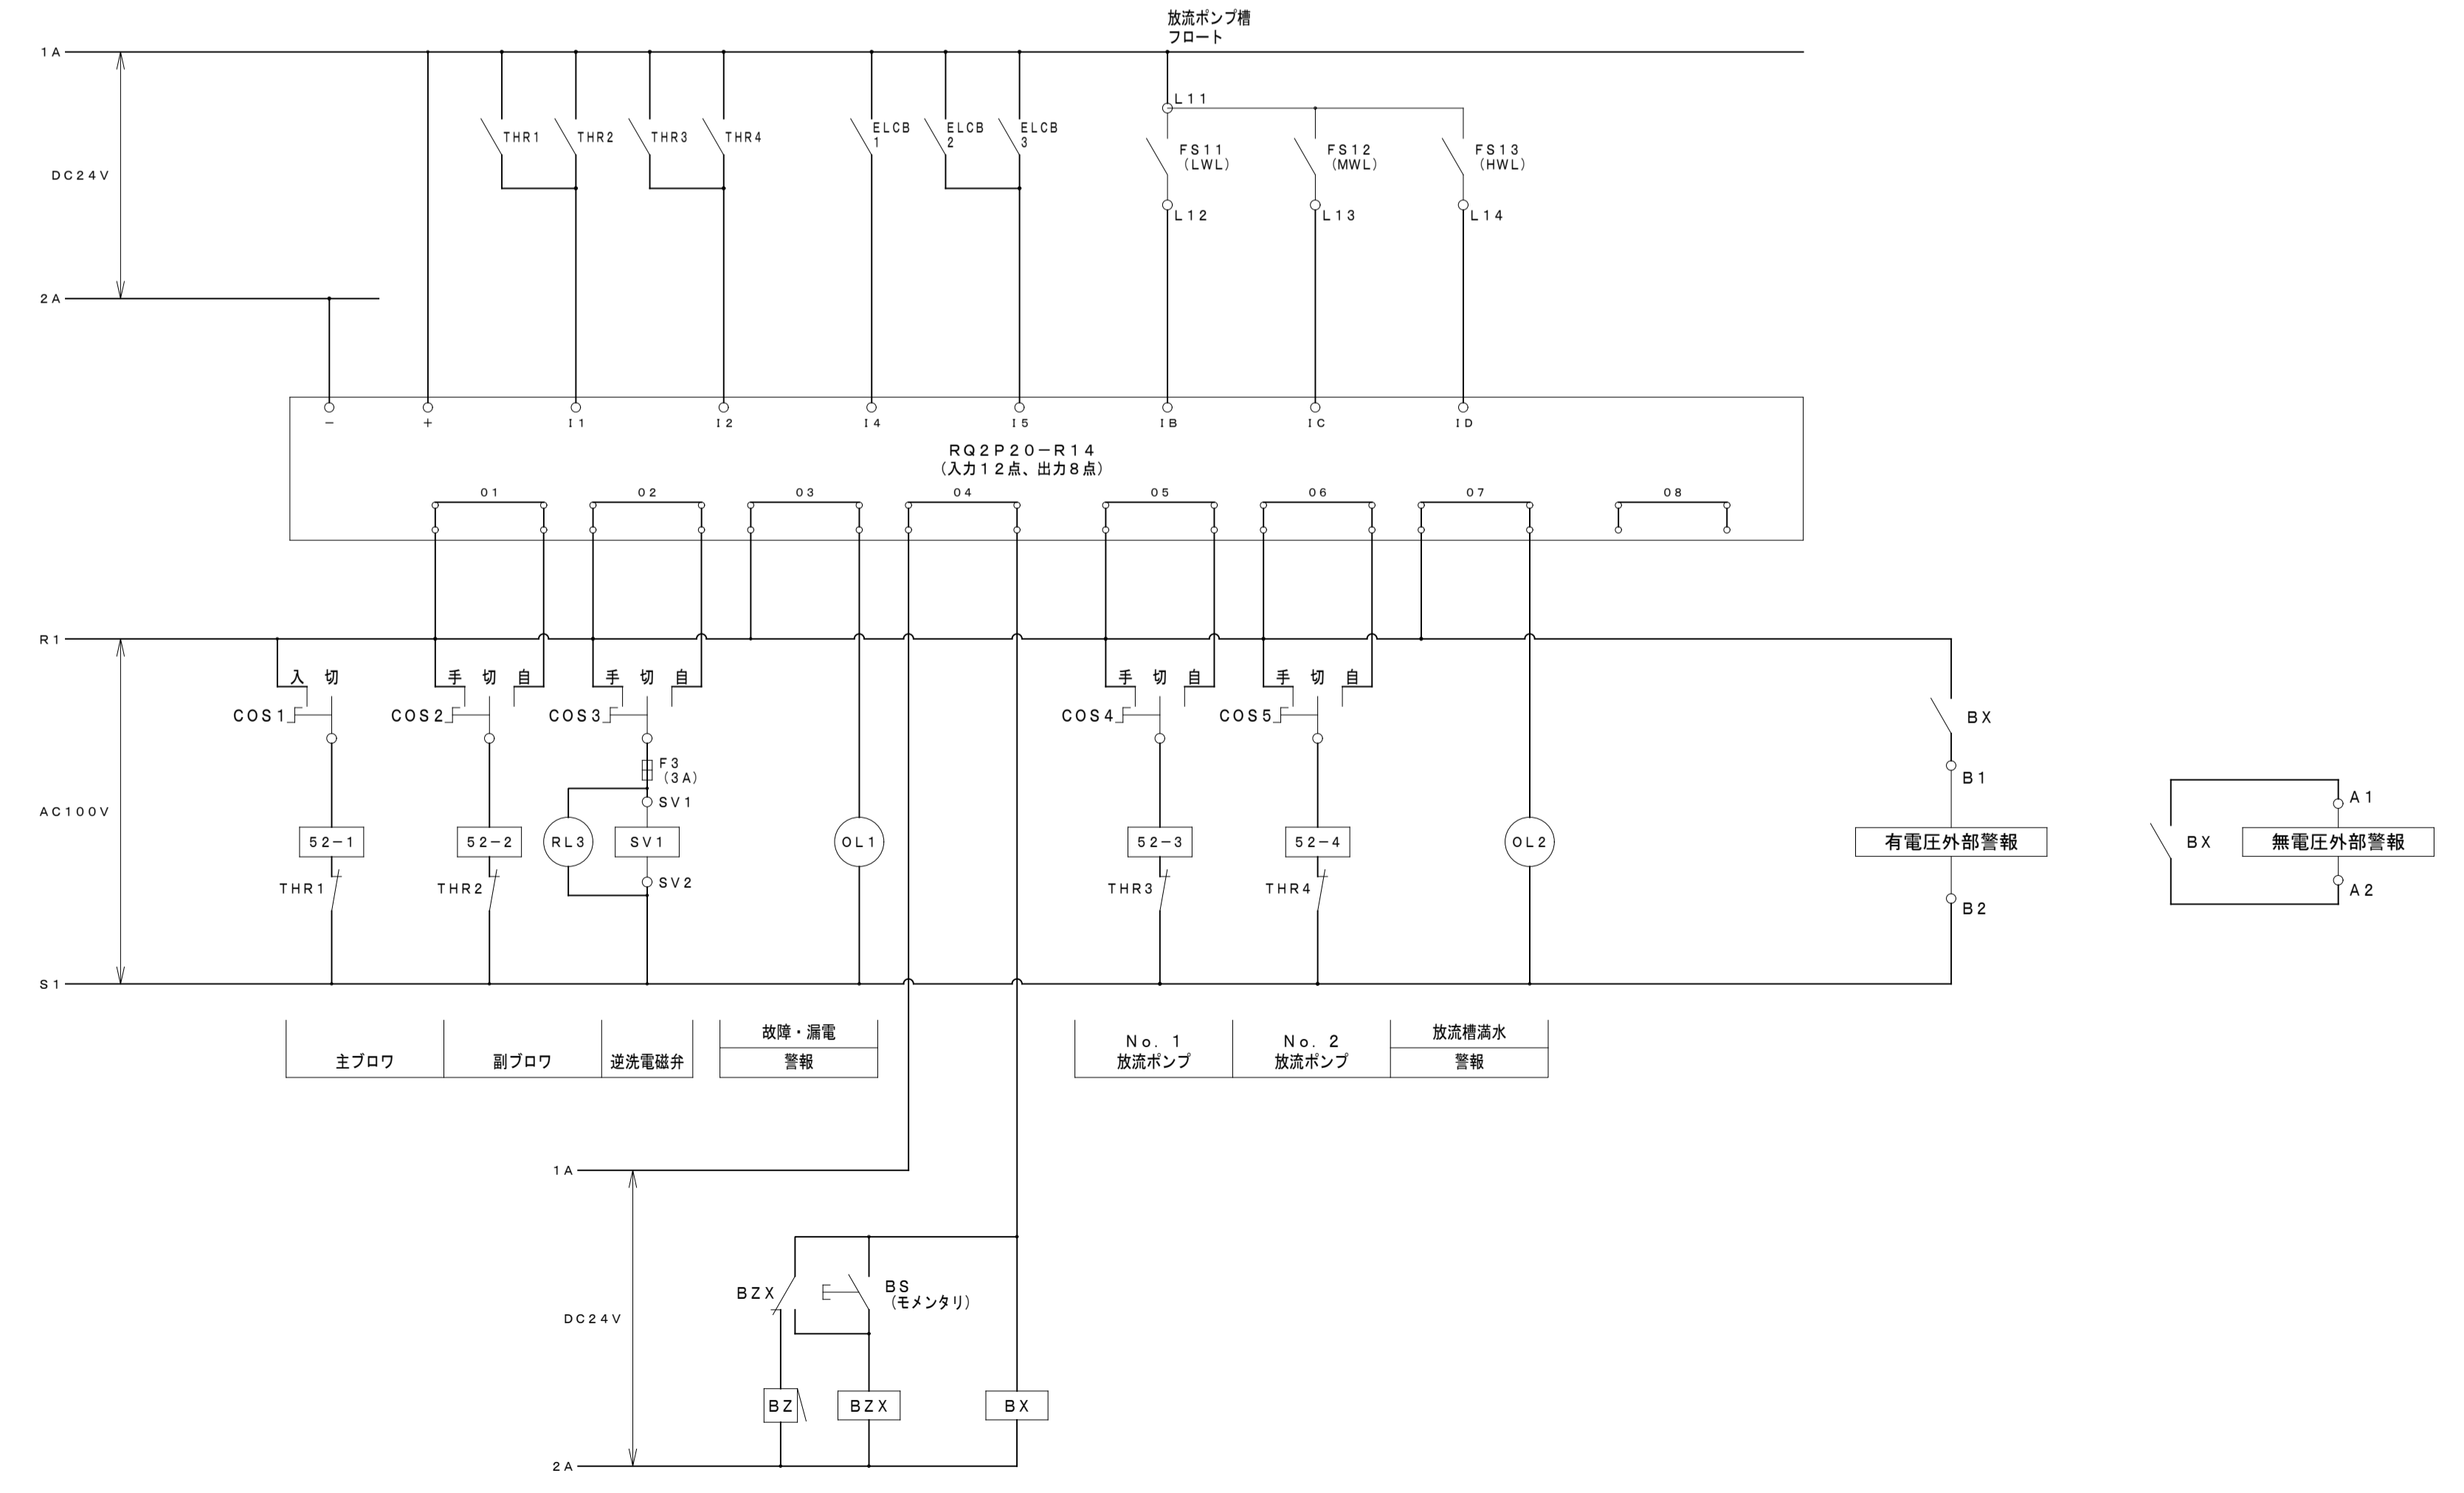 放流ポンプ槽
フロート
1A
THR1
THR2
THR3
THR4
ELCB
1
ELCB
2
ELCB
3
L11
FS11
(LWL)
FS12
(MWL)
FS13
(HWL)
DC24V
L12
L13
L14
2A
－
＋
I1
I2
I4
I5
IB
IC
ID
RQ2P20－R14
(入力12点、出力8点)
01
02
03
04
05
06
07
08
R1
入 切
手 切 自
手 切 自
手 切 自
手 切 自
COS1
COS2
COS3
COS4
COS5
BX
F3
(3A)
B1
SV1
A1
AC100V
52－1
52－2
RL3
SV1
OL1
52－3
52－4
OL2
有電圧外部警報
BX
無電圧外部警報
THR1
THR2
SV2
THR3
THR4
A2
B2
S1
主ブロワ
副ブロワ
逆洗電磁弁
故障・漏電
警報
No.1
放流ポンプ
No.2
放流ポンプ
放流槽満水
警報
1A
BZX
BS
(モメンタリ)
DC24V
BZ
BZX
BX
2A